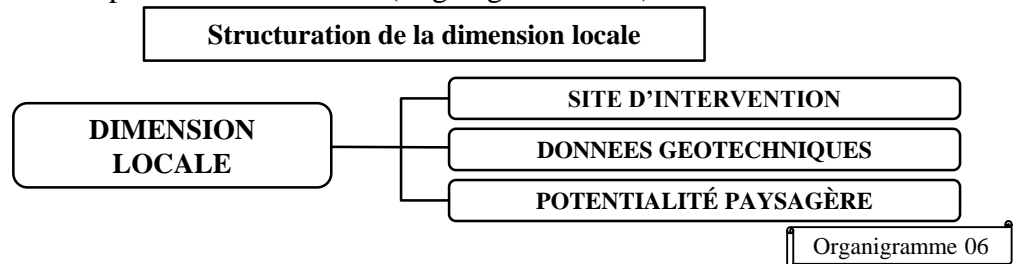 Structuration de la dimension locale
SITE D'INTERVENTION
DIMENSION
LOCALE
DONNEES GEOTECHNIQUES
POTENTIALITÉ PAYSAGÈRE
Organigramme 06